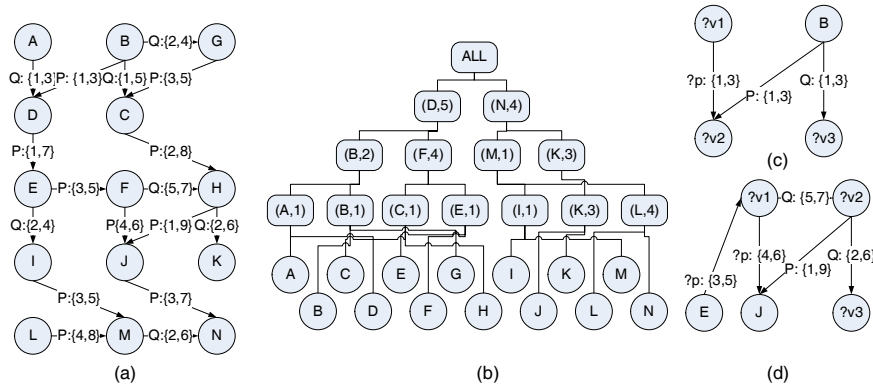 A
B
Q:{2,4}
G
Q: {1,3}
P: {1,3}
Q:{1,5}
P:{3,5}
D
C
P:{1,7}
P:{2,8}
E
P:{3,5}
F
Q:{5,7}
H
Q:{2,4}
P{4,6}
P:{1,9}
Q:{2,6}
I
J
K
P:{3,5}
P:{3,7}
L
P:{4,8}
M
Q:{2,6}
N
(a)
ALL
(D,5)
(N,4)
(B,2)
(F,4)
(M,1)
(K,3)
(A,1)
(B,1)
(C,1)
(E,1)
(I,1)
(K,3)
(L,4)
A
C
E
G
I
K
M
B
D
F
H
J
L
N
(b)
?v1
B
?p: {1,3}
P: {1,3}
Q: {1,3}
?v2
?v3
(c)
?v1
Q: {5,7}
?v2
?p: {3,5}
?p: {4,6}
P: {1,9}
Q: {2,6}
E
J
?v3
(d)